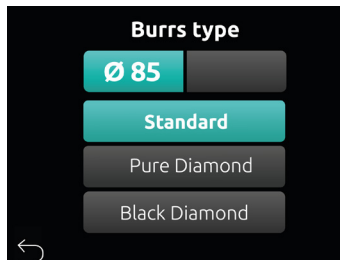 Burrs type
Ø 85
Standard
Pure Diamond
Black Diamond